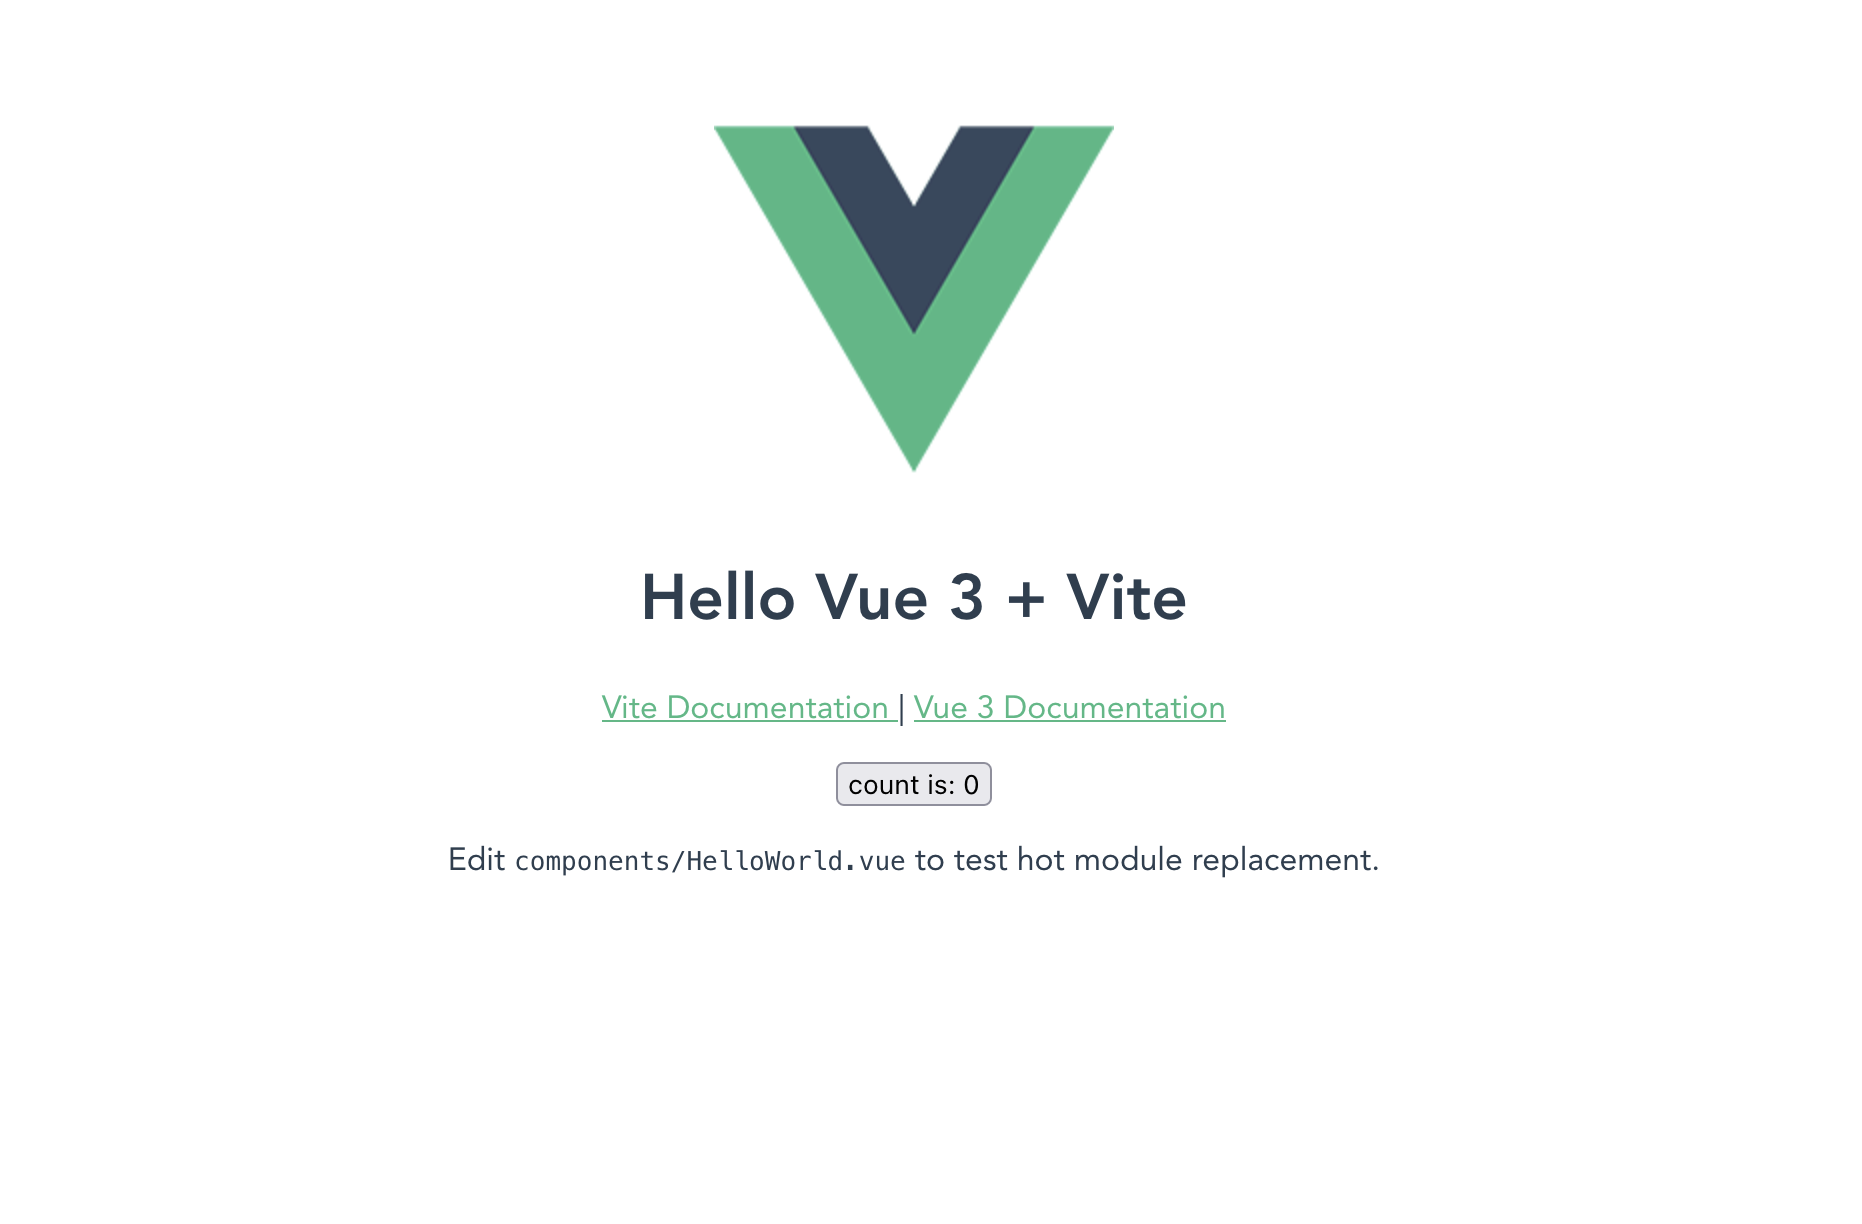 Hello Vue 3 + Vite
Vite Documentation | Vue 3 Documentation
count is: 0
Edit components/HelloWorld.vue to test hot module replacement.